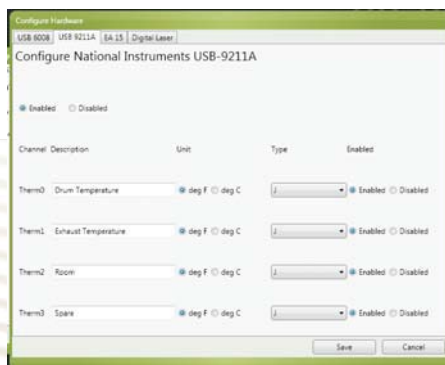 Configure Hardware
USB 6008 USB 9211A EA 15 Digital Laser
Configure National Instruments USB-9211A
Enabled Disabled
Channel Description Unit Type Enabled
Therm0 Drum Temperature deg F deg C J Enabled Disabled
Therm1 Exhaust Temperature deg F deg C J Enabled Disabled
Therm2 Room deg F deg C J Enabled Disabled
Therm3 Spare deg F deg C J Enabled Disabled
Save Cancel